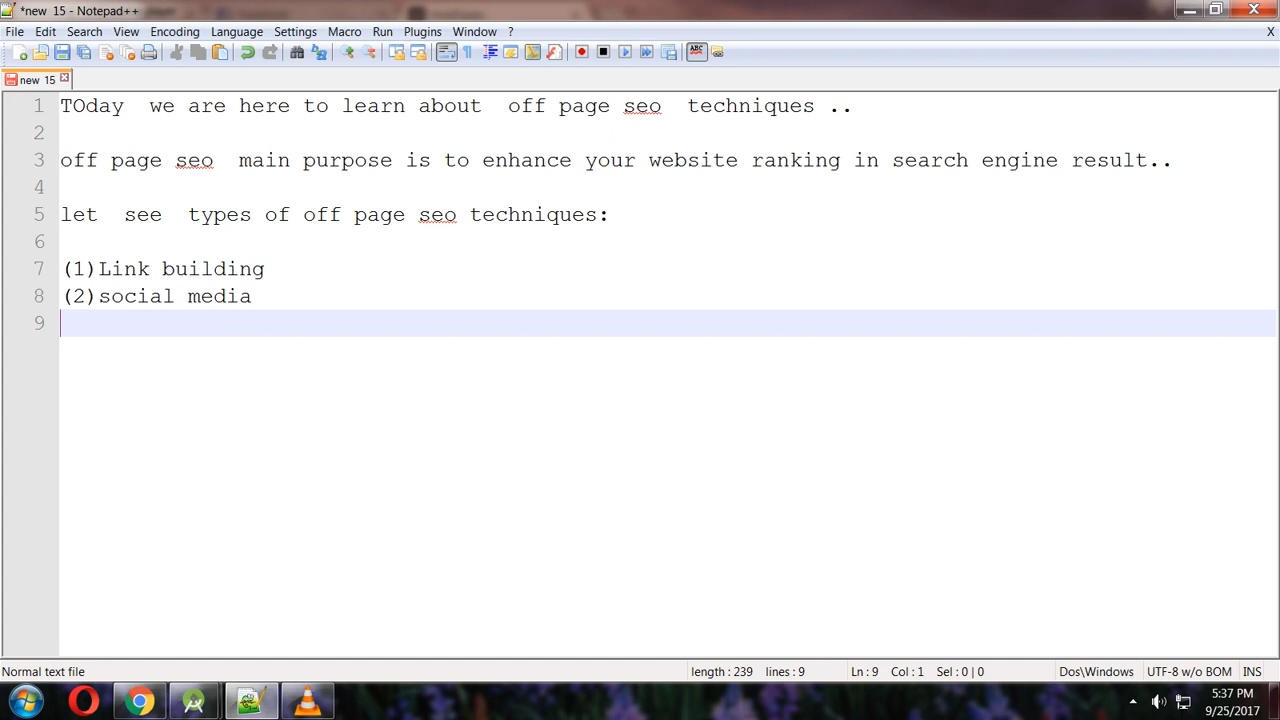 *new  15 - Notepad++
File Edit Search View Encoding Language Settings Macro Run Plugins Window ? X
new  15
1 TOday  we are here to learn about  off page seo  techniques ..
2
3 off page seo  main purpose is to enhance your website ranking in search engine result..
4
5 let  see  types of off page seo techniques:
6
7 (1)Link building
8 (2)social media
9
Normal text file length : 239 lines : 9 Ln : 9 Col : 1 Sel : 0 | 0 Dos\Windows UTF-8 w/o BOM INS
5:37 PM
9/25/2017